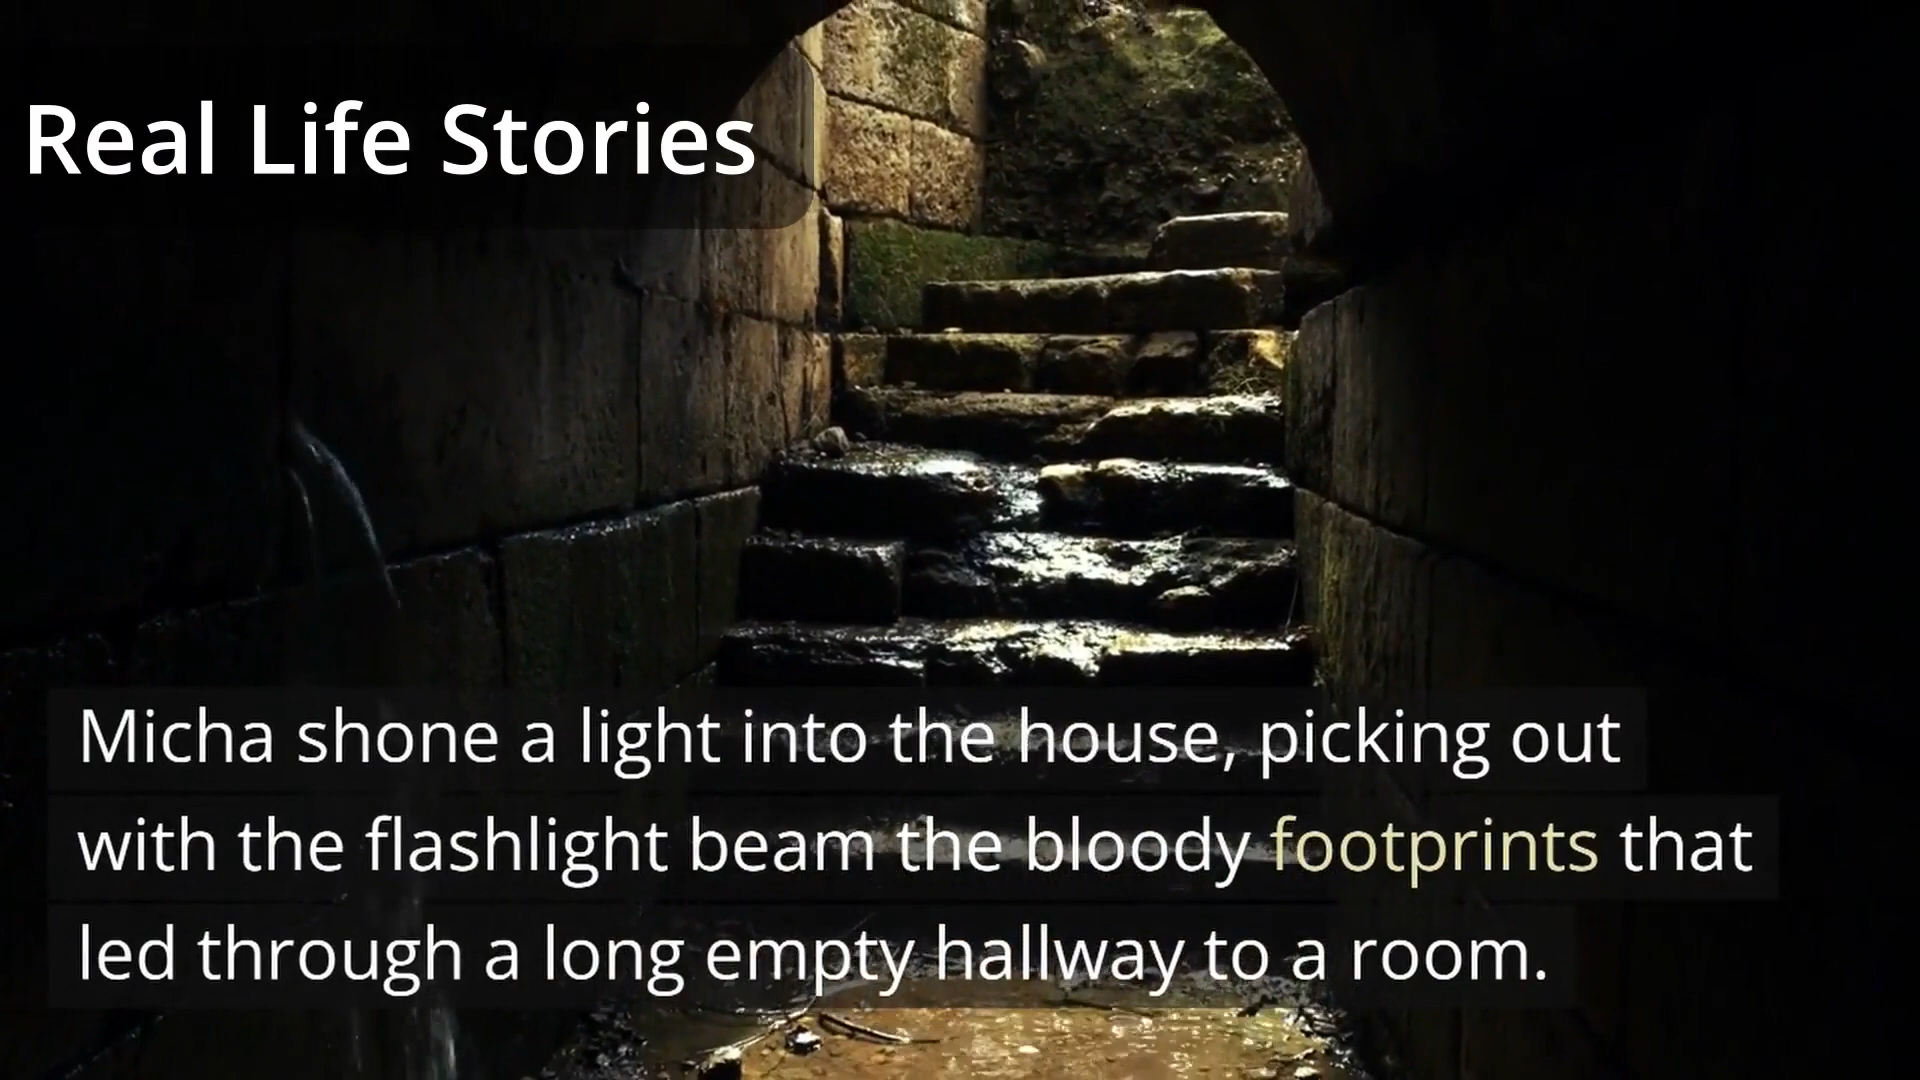 Real Life Stories
Micha shone a light into the house, picking out
with the flashlight beam the bloody footprints that
led through a long empty hallway to a room.